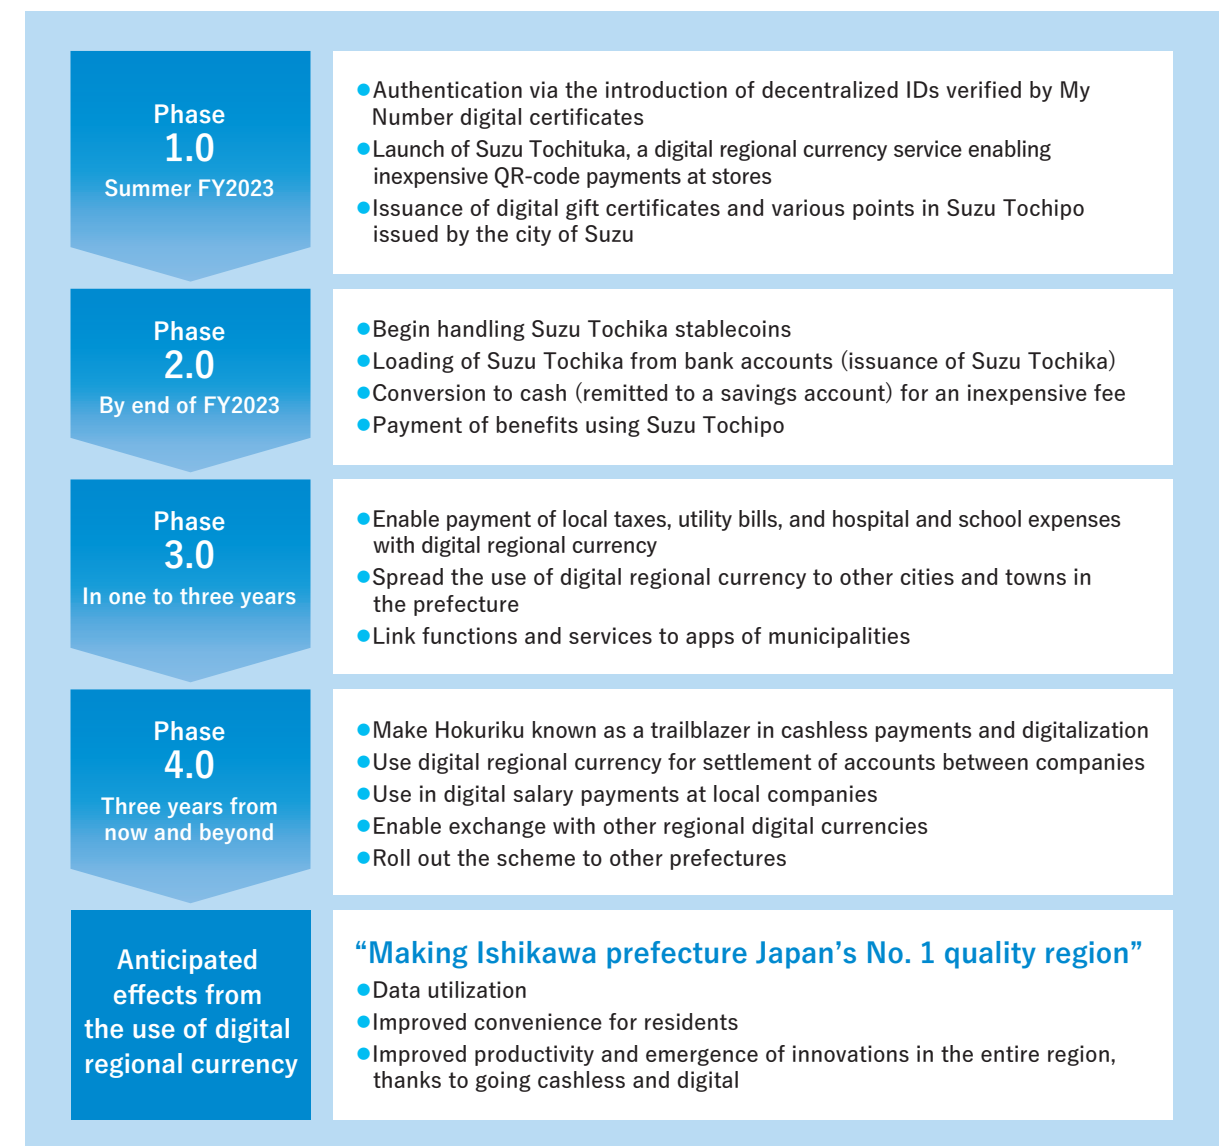 Phase
1.0
Summer FY2023
●Authentication via the introduction of decentralized IDs verified by My
Number digital certificates
●Launch of Suzu Tochituka, a digital regional currency service enabling
inexpensive QR-code payments at stores
●Issuance of digital gift certificates and various points in Suzu Tochipo
issued by the city of Suzu
Phase
2.0
By end of FY2023
●Begin handling Suzu Tochika stablecoins
●Loading of Suzu Tochika from bank accounts (issuance of Suzu Tochika)
●Conversion to cash (remitted to a savings account) for an inexpensive fee
●Payment of benefits using Suzu Tochipo
Phase
3.0
In one to three years
●Enable payment of local taxes, utility bills, and hospital and school expenses
with digital regional currency
●Spread the use of digital regional currency to other cities and towns in
the prefecture
●Link functions and services to apps of municipalities
Phase
4.0
Three years from
now and beyond
●Make Hokuriku known as a trailblazer in cashless payments and digitalization
●Use digital regional currency for settlement of accounts between companies
●Use in digital salary payments at local companies
●Enable exchange with other regional digital currencies
●Roll out the scheme to other prefectures
Anticipated
effects from
the use of digital
regional currency
“Making Ishikawa prefecture Japan’s No. 1 quality region”
●Data utilization
●Improved convenience for residents
●Improved productivity and emergence of innovations in the entire region,
thanks to going cashless and digital